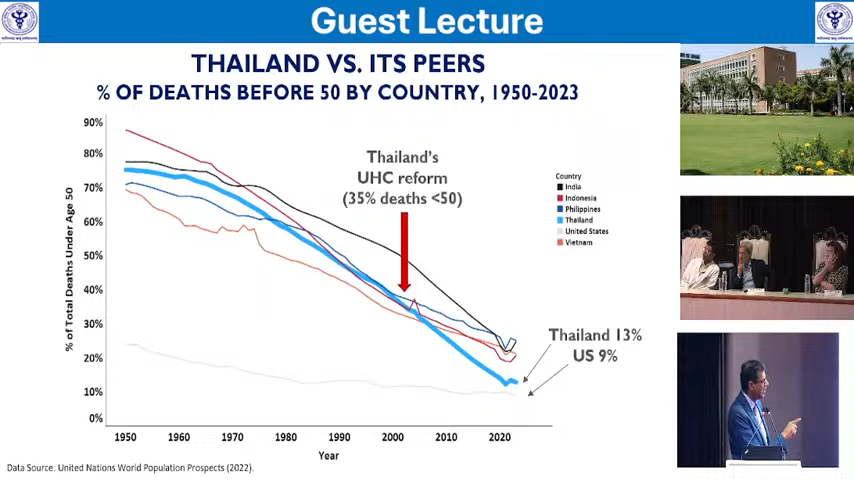 Guest Lecture
THAILAND VS. ITS PEERS
% OF DEATHS BEFORE 50 BY COUNTRY, 1950-2023
% of Total Deaths Under Age 50
90%
80%
70%
60%
50%
40%
30%
20%
10%
0%
Thailand's
UHC reform
(35% deaths <50)
Country
India
Indonesia
Philippines
Thailand
United States
Vietnam
Thailand 13%
US 9%
1950 1960 1970 1980 1990 2000 2010 2020
Year
Data Source: United Nations World Population Prospects (2022).